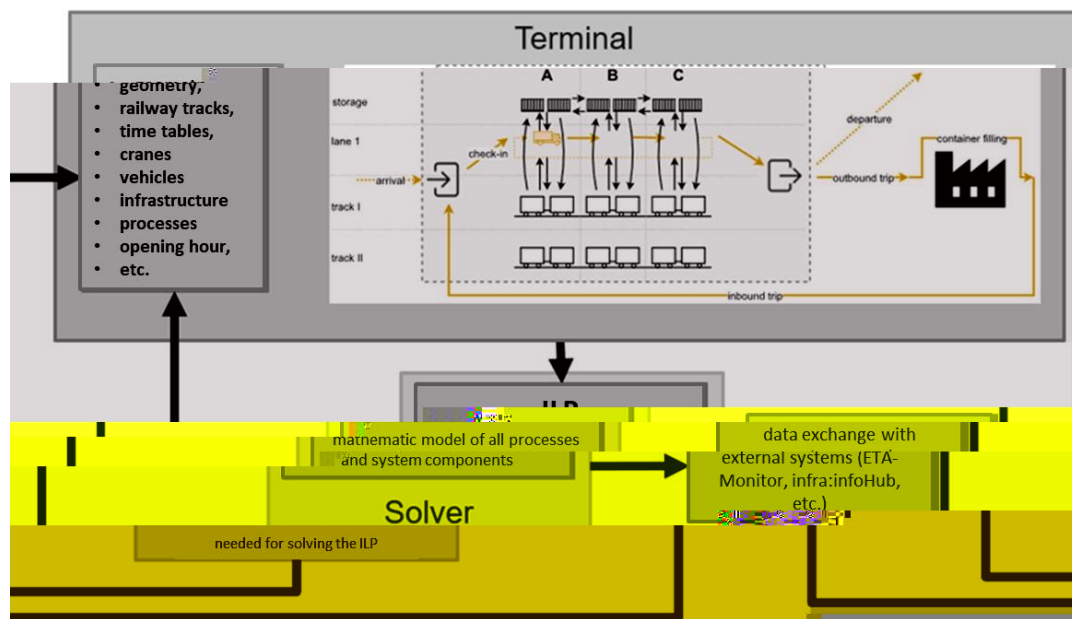 Terminal
geometry,
railway tracks,
time tables,
cranes
vehicles
infrastructure
processes
opening hour,
etc.
A B C
storage
lane 1
track I
track II
arrival
check-in
departure
outbound trip
container filling
inbound trip
mathematic model of all processes
and system components
data exchange with
external systems (ETA-
Monitor, infra:infoHub,
etc.)
Solver
needed for solving the ILP